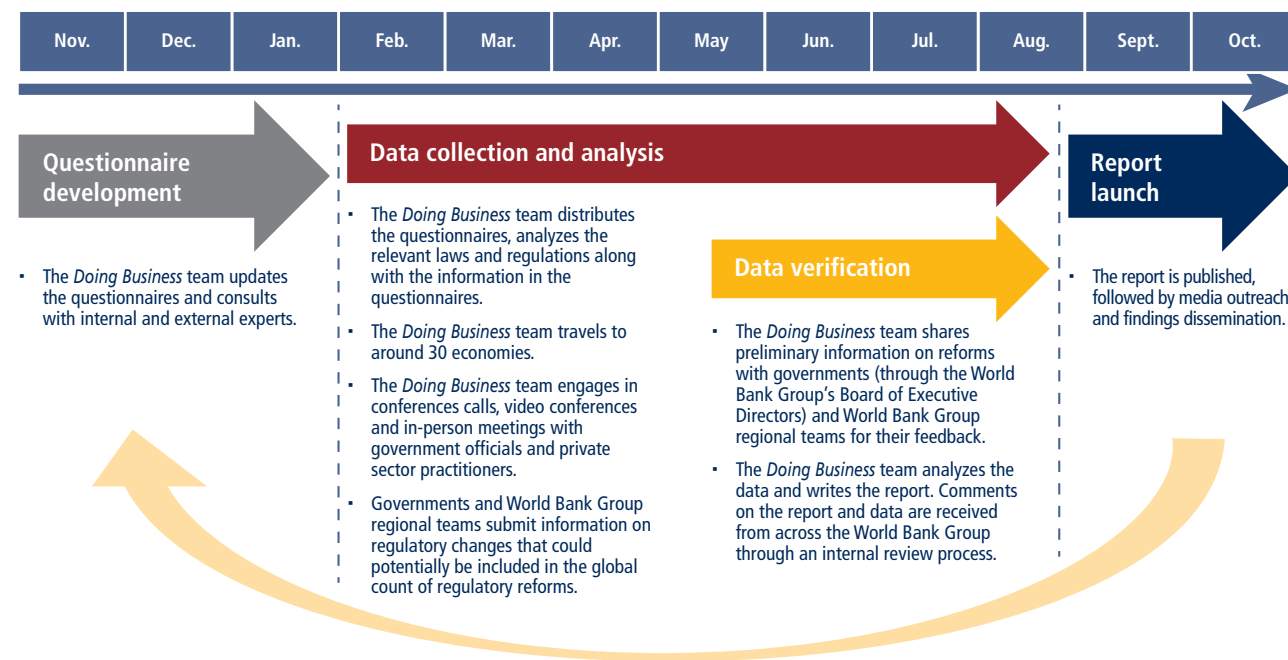 Nov. Dec. Jan. Feb. Mar. Apr. May Jun. Jul. Aug. Sept. Oct.
Questionnaire
development
▪ The Doing Business team updates
the questionnaires and consults
with internal and external experts.
Data collection and analysis
▪ The Doing Business team distributes
the questionnaires, analyzes the
relevant laws and regulations along
with the information in the
questionnaires.
▪ The Doing Business team travels to
around 30 economies.
▪ The Doing Business team engages in
conferences calls, video conferences
and in-person meetings with
government officials and private
sector practitioners.
▪ Governments and World Bank Group
regional teams submit information on
regulatory changes that could
potentially be included in the global
count of regulatory reforms.
Data verification
▪ The Doing Business team shares
preliminary information on reforms
with governments (through the World
Bank Group’s Board of Executive
Directors) and World Bank Group
regional teams for their feedback.
▪ The Doing Business team analyzes the
data and writes the report. Comments
on the report and data are received
from across the World Bank Group
through an internal review process.
Report
launch
▪ The report is published,
followed by media outreach
and findings dissemination.